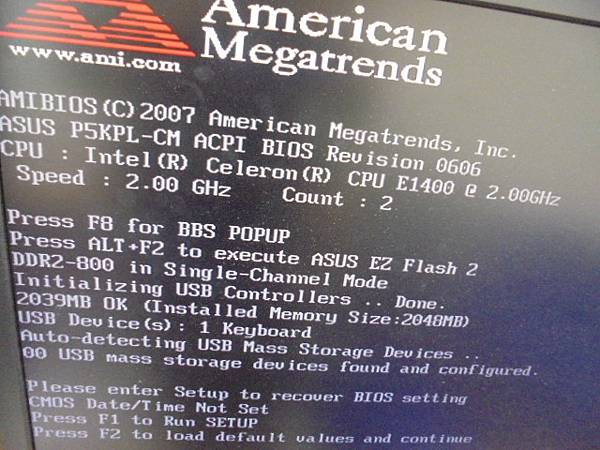 American
Megatrends
www.ami.com
AMIBIOS(C)2007 American Megatrends, Inc.
ASUS P5KPL-CM ACPI BIOS Revision 0606
CPU : Intel(R) Celeron(R) CPU E1400 @ 2.00GHz
Speed : 2.00 GHz Count : 2
Press F8 for BBS POPUP
Press ALT+F2 to execute ASUS EZ Flash 2
DDR2-800 in Single-Channel Mode
Initializing USB Controllers .. Done.
2039MB OK (Installed Memory Size:2048MB)
USB Device(s): 1 Keyboard
Auto-detecting USB Mass Storage Devices ..
00 USB mass storage devices found and configured.
Please enter Setup to recover BIOS setting
CMOS Date/Time Not Set
Press F1 to Run SETUP
Press F2 to load default values and continue